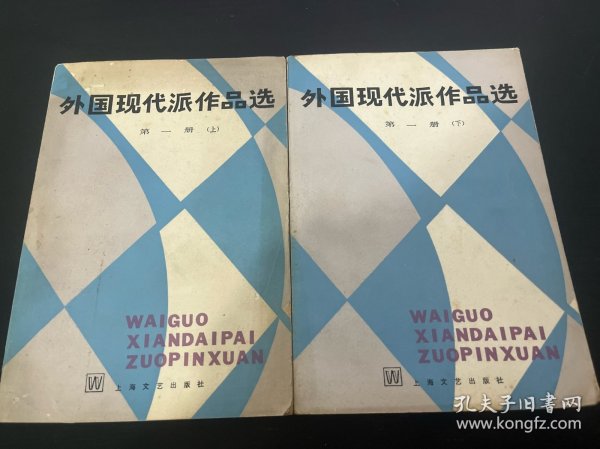 外国现代派作品选
第一册(上)
WAIGUO
XIANDAIPAI
ZUOPINXUAN
上海文艺出版社
外国现代派作品选
第一册(下)
WAIGUO
XIANDAIPAI
ZUOPINXUAN
上海文艺出版社
孔夫子旧书网
www.kongfz.com